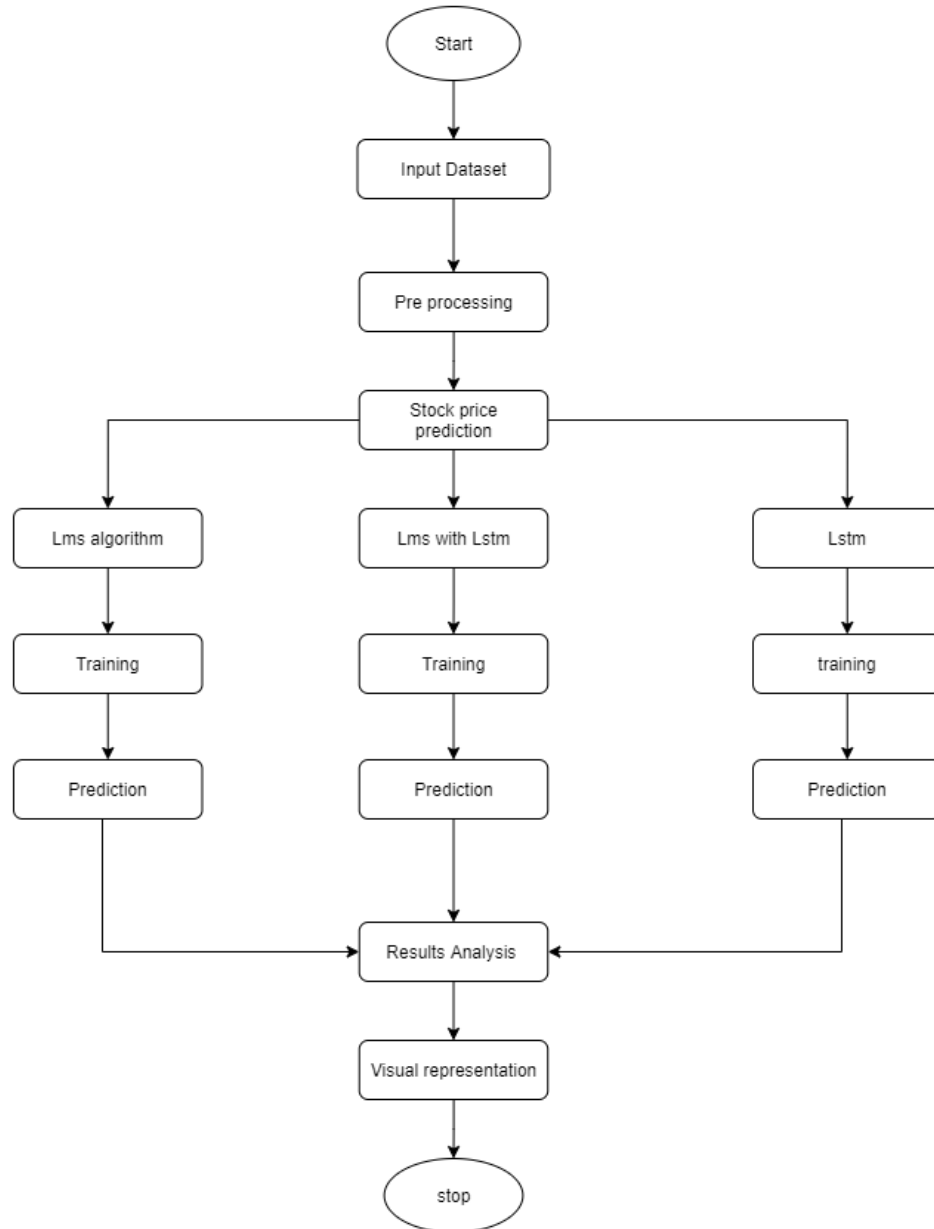 Start
Input Dataset
Pre processing
Stock price
prediction
Lms algorithm
Lms with Lstm
Lstm
Training
Training
training
Prediction
Prediction
Prediction
Results Analysis
Visual representation
stop